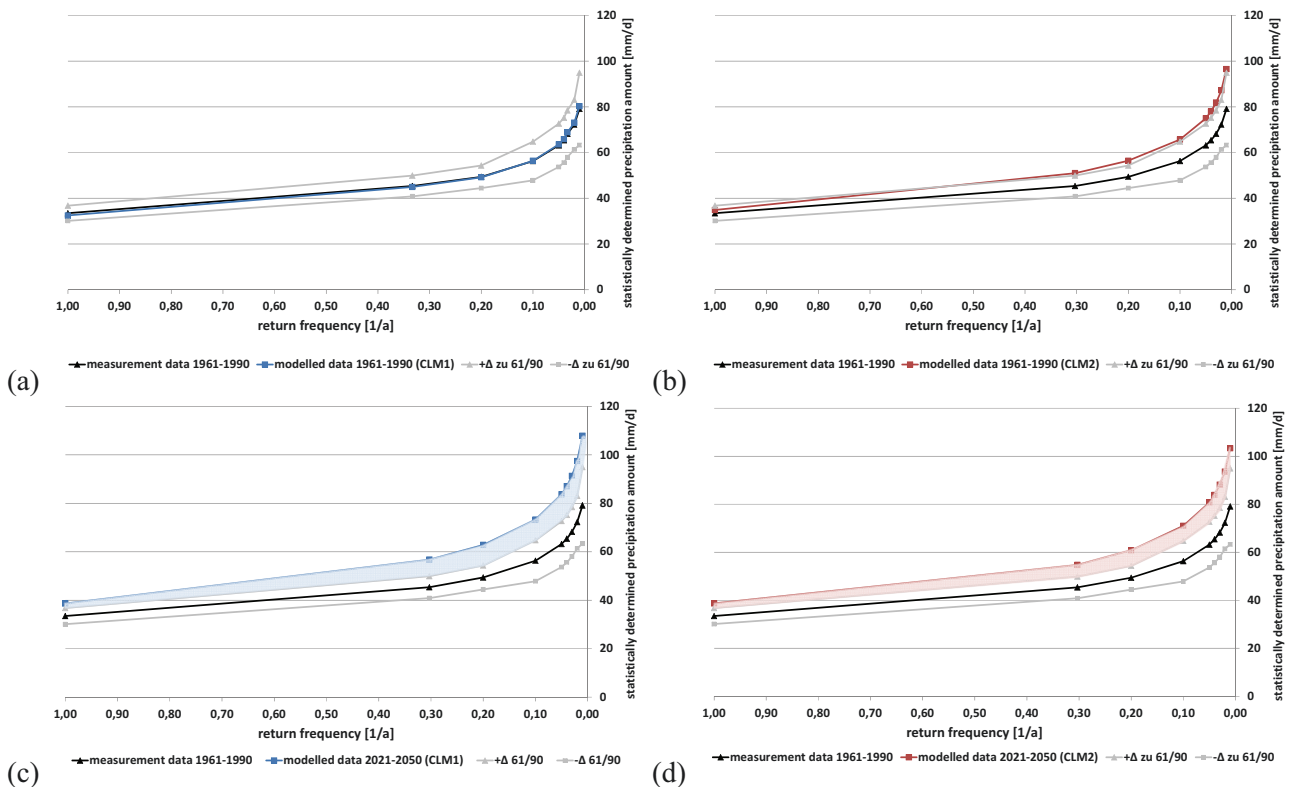 120
100
80
60
40
20
0
statistically determined precipitation amount [mm/d]
1,00 0,90 0,80 0,70 0,60 0,50 0,40 0,30 0,20 0,10 0,00
return frequency [1/a]
(a)
measurement data 1961-1990 modelled data 1961-1990 (CLM1) +Δ zu 61/90 -Δ zu 61/90
120
100
80
60
40
20
0
statistically determined precipitation amount [mm/d]
1,00 0,90 0,80 0,70 0,60 0,50 0,40 0,30 0,20 0,10 0,00
return frequency [1/a]
(b)
measurement data 1961-1990 modelled data 1961-1990 (CLM2) +Δ zu 61/90 -Δ zu 61/90
120
100
80
60
40
20
0
statistically determined precipitation amount [mm/d]
1,00 0,90 0,80 0,70 0,60 0,50 0,40 0,30 0,20 0,10 0,00
return frequency [1/a]
(c)
measurement data 1961-1990 modelled data 2021-2050 (CLM1) +Δ 61/90 -Δ 61/90
120
100
80
60
40
20
0
statistically determined precipitation amount [mm/d]
1,00 0,90 0,80 0,70 0,60 0,50 0,40 0,30 0,20 0,10 0,00
return frequency [1/a]
(d)
measurement data 1961-1990 modelled data 2021-2050 (CLM2) +Δ zu 61/90 -Δ zu 61/90